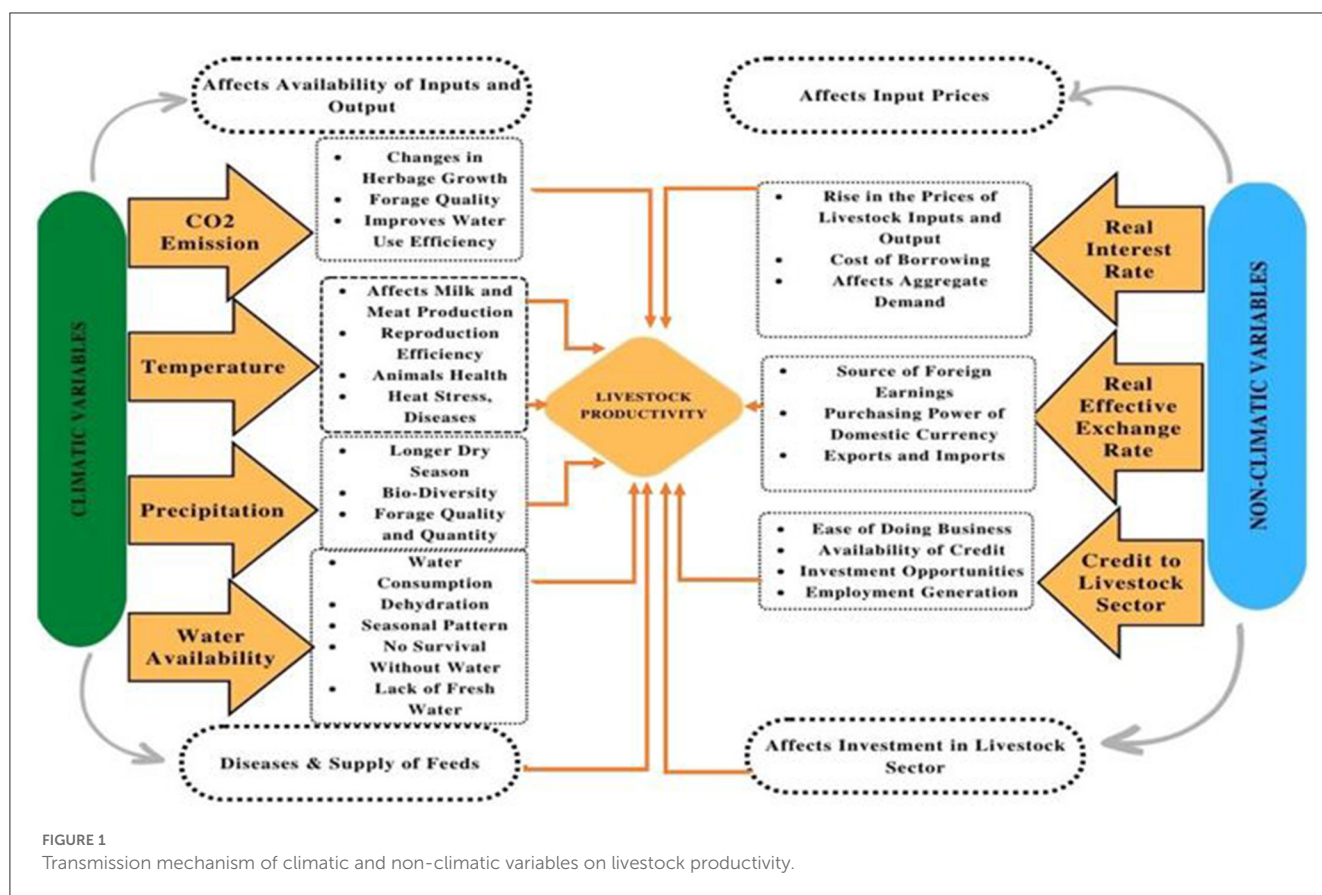 Affects Availability of Inputs and
Output
Affects Input Prices
CLIMATIC VARIABLES
CO2
Emission
• Changes in
Herbage Growth
• Forage Quality
• Improves Water
Use Efficiency
Temperature
• Affects Milk and
Meat Production
• Reproduction
Efficiency
• Animals Health
• Heat Stress,
Diseases
Precipitation
• Longer Dry
Season
• Bio-Diversity
• Forage Quality
and Quantity
Water
Availability
• Water
Consumption
• Dehydration
• Seasonal Pattern
• No Survival
Without Water
• Lack of Fresh
Water
Diseases & Supply of Feeds
LIVESTOCK
PRODUCTIVITY
• Rise in the Prices of
Livestock Inputs and
Output
• Cost of Borrowing
• Affects Aggregate
Demand
Real
Interest
Rate
• Source of Foreign
Earnings
• Purchasing Power of
Domestic Currency
• Exports and Imports
Real
Effective
Exchange
Rate
• Ease of Doing Business
• Availability of Credit
• Investment Opportunities
• Employment Generation
Credit to
Livestock
Sector
NON-CLIMATIC VARIABLES
Affects Investment in Livestock
Sector
FIGURE 1
Transmission mechanism of climatic and non-climatic variables on livestock productivity.